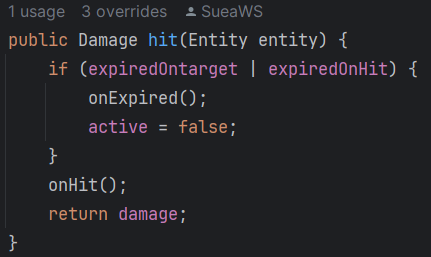 1 usage 3 overrides SueaWS
public Damage hit(Entity entity) {
    if (expiredOntarget | expiredOnHit) {
        onExpired();
        active = false;
    }
    onHit();
    return damage;
}